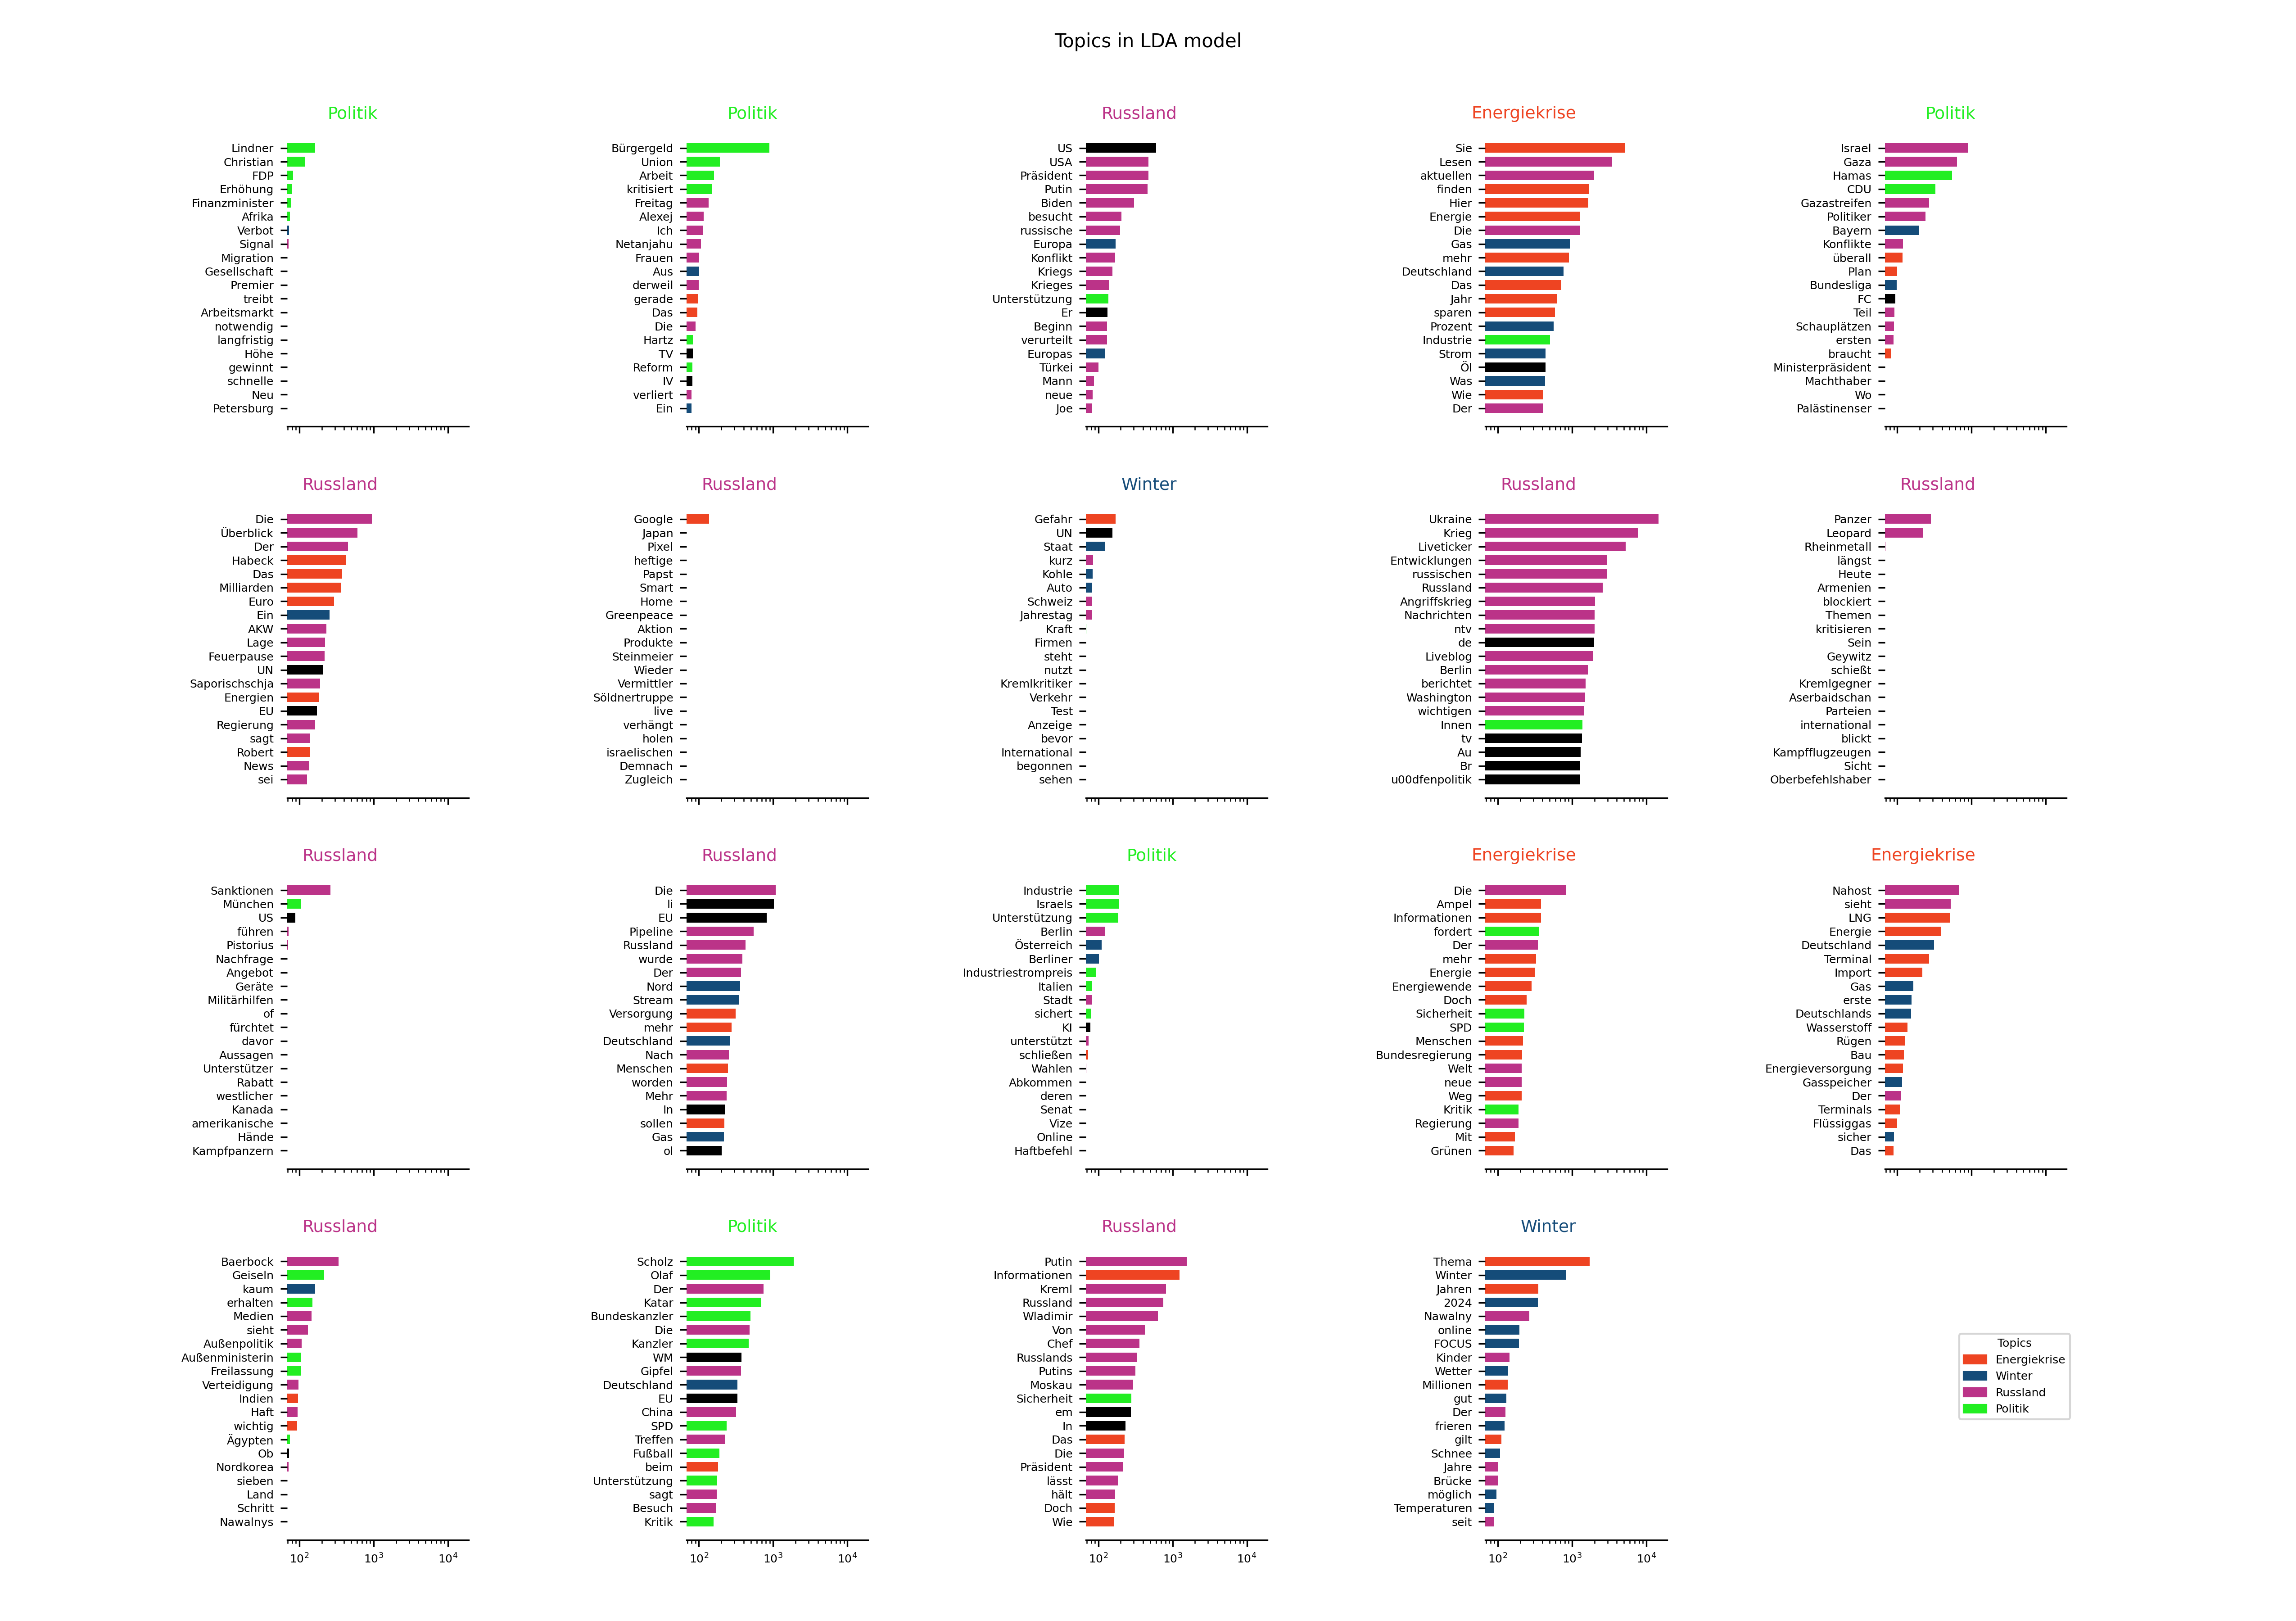 Topics in LDA model
Politik
Lindner
Christian
FDP
Erhöhung
Finanzminister
Afrika
Verbot
Signal
Migration
Gesellschaft
Premier
treibt
Arbeitsmarkt
notwendig
langfristig
Höhe
gewinnt
schnelle
Neu
Petersburg
Politik
Bürgergeld
Union
Arbeit
kritisiert
Freitag
Alexej
Ich
Netanjahu
Frauen
Aus
derweil
gerade
Das
Die
Hartz
TV
Reform
IV
verliert
Ein
Russland
US
USA
Präsident
Putin
Biden
besucht
russische
Europa
Konflikt
Kriegs
Krieges
Unterstützung
Er
Beginn
verurteilt
Europas
Türkei
Mann
neue
Joe
Energiekrise
Sie
Lesen
aktuellen
finden
Hier
Energie
Die
Gas
mehr
Deutschland
Das
Jahr
sparen
Prozent
Industrie
Strom
Öl
Was
Wie
Der
Politik
Israel
Gaza
Hamas
CDU
Gazastreifen
Politiker
Bayern
Konflikte
überall
Plan
Bundesliga
FC
Teil
Schauplätzen
ersten
braucht
Ministerpräsident
Machthaber
Wo
Palästinenser
Russland
Die
Überblick
Der
Habeck
Das
Milliarden
Euro
Ein
AKW
Lage
Feuerpause
UN
Saporischschja
Energien
EU
Regierung
sagt
Robert
News
sei
Russland
Google
Japan
Pixel
heftige
Papst
Smart
Home
Greenpeace
Aktion
Produkte
Steinmeier
Wieder
Vermittler
Söldnertruppe
live
verhängt
holen
israelischen
Demnach
Zugleich
Winter
Gefahr
UN
Staat
kurz
Kohle
Auto
Schweiz
Jahrestag
Kraft
Firmen
steht
nutzt
Kremlkritiker
Verkehr
Test
Anzeige
bevor
International
begonnen
sehen
Russland
Ukraine
Krieg
Liveticker
Entwicklungen
russischen
Russland
Angriffskrieg
Nachrichten
ntv
de
Liveblog
Berlin
berichtet
Washington
wichtigen
Innen
tv
Au
Br
u00dfenpolitik
Russland
Panzer
Leopard
Rheinmetall
längst
Heute
Armenien
blockiert
Themen
kritisieren
Sein
Geywitz
schießt
Kremlgegner
Aserbaidschan
Parteien
international
blickt
Kampfflugzeugen
Sicht
Oberbefehlshaber
Russland
Sanktionen
München
US
führen
Pistorius
Nachfrage
Angebot
Geräte
Militärhilfen
of
fürchtet
davor
Aussagen
Unterstützer
Rabatt
westlicher
Kanada
amerikanische
Hände
Kampfpanzern
Russland
Die
li
EU
Pipeline
Russland
wurde
Der
Nord
Stream
Versorgung
mehr
Deutschland
Nach
Menschen
worden
Mehr
In
sollen
Gas
ol
Politik
Industrie
Israels
Unterstützung
Berlin
Österreich
Berliner
Industriestrompreis
Italien
Stadt
sichert
KI
unterstützt
schließen
Wahlen
Abkommen
deren
Senat
Vize
Online
Haftbefehl
Energiekrise
Die
Ampel
Informationen
fordert
Der
mehr
Energie
Energiewende
Doch
Sicherheit
SPD
Menschen
Bundesregierung
Welt
neue
Weg
Kritik
Regierung
Mit
Grünen
Energiekrise
Nahost
sieht
LNG
Energie
Deutschland
Terminal
Import
Gas
erste
Deutschlands
Wasserstoff
Rügen
Bau
Energieversorgung
Gasspeicher
Der
Terminals
Flüssiggas
sicher
Das
Russland
Baerbock
Geiseln
kaum
erhalten
Medien
sieht
Außenpolitik
Außenministerin
Freilassung
Verteidigung
Indien
Haft
wichtig
Ägypten
Ob
Nordkorea
sieben
Land
Schritt
Nawalnys
10² 10³ 10⁴
Politik
Scholz
Olaf
Der
Katar
Bundeskanzler
Die
Kanzler
WM
Gipfel
Deutschland
EU
China
SPD
Treffen
Fußball
beim
Unterstützung
sagt
Besuch
Kritik
10² 10³ 10⁴
Russland
Putin
Informationen
Kreml
Russland
Wladimir
Von
Chef
Russlands
Putins
Moskau
Sicherheit
em
In
Das
Die
Präsident
lässt
hält
Doch
Wie
10² 10³ 10⁴
Winter
Thema
Winter
Jahren
2024
Nawalny
online
FOCUS
Kinder
Wetter
Millionen
gut
Der
frieren
gilt
Schnee
Jahre
Brücke
möglich
Temperaturen
seit
10² 10³ 10⁴
Topics
Energiekrise
Winter
Russland
Politik